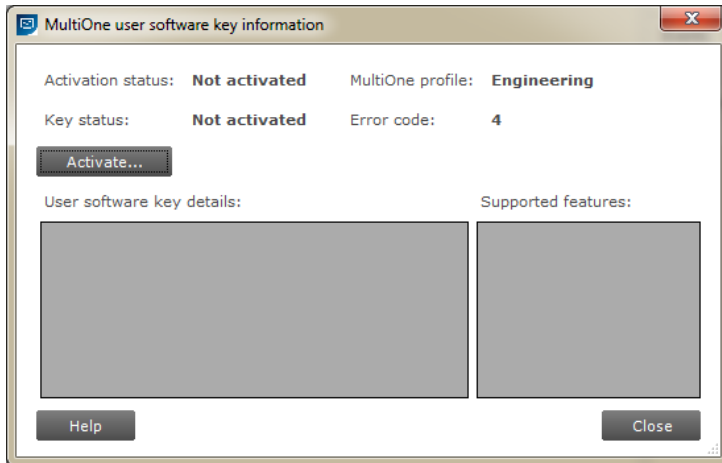 MultiOne user software key information
Activation status: Not activated MultiOne profile: Engineering
Key status: Not activated Error code: 4
Activate...
User software key details: Supported features:
Help Close